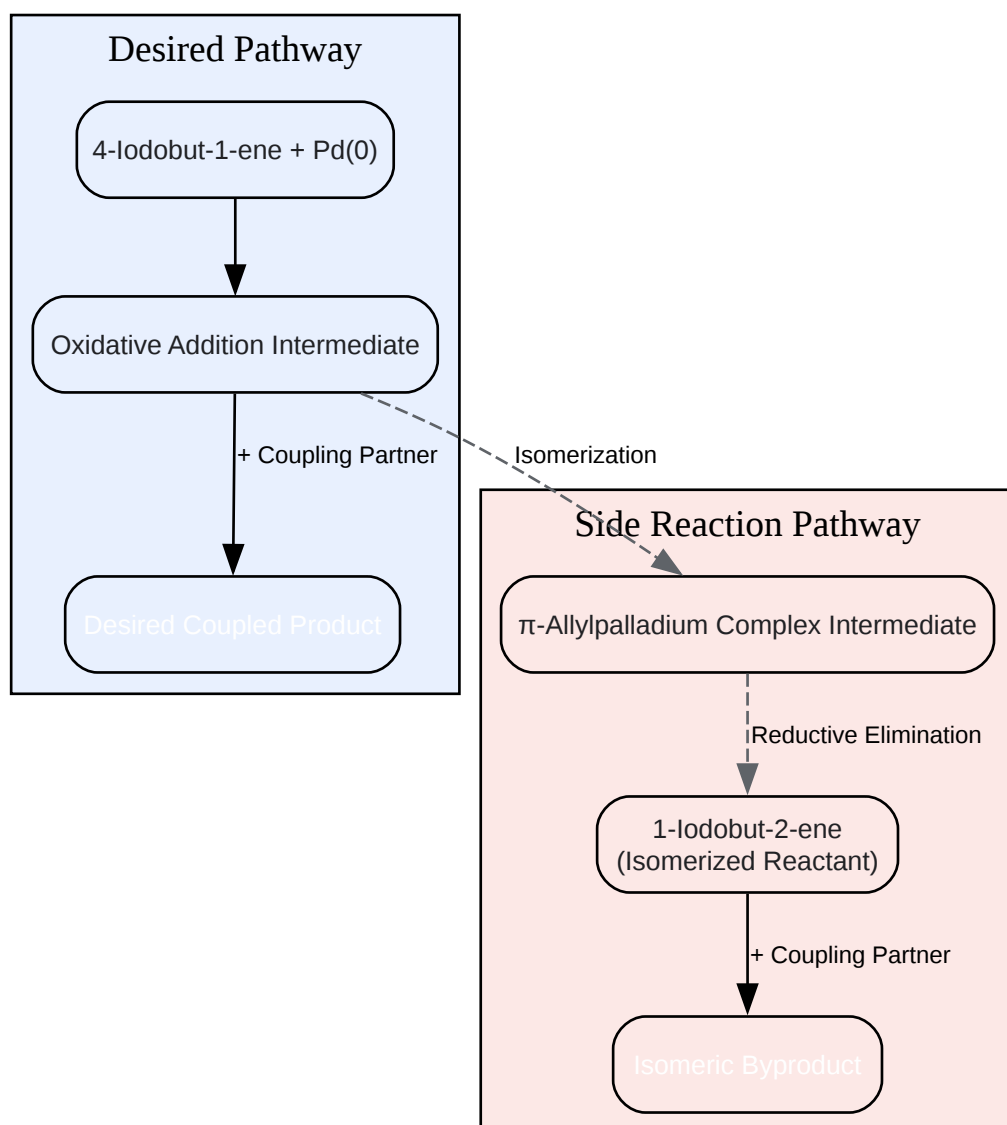 Desired Pathway
4-Iodobut-1-ene + Pd(0)
Oxidative Addition Intermediate
+ Coupling Partner
Desired Coupled Product
Isomerization
Side Reaction Pathway
π-Allylpalladium Complex Intermediate
Reductive Elimination
1-Iodobut-2-ene
(Isomerized Reactant)
+ Coupling Partner
Isomeric Byproduct